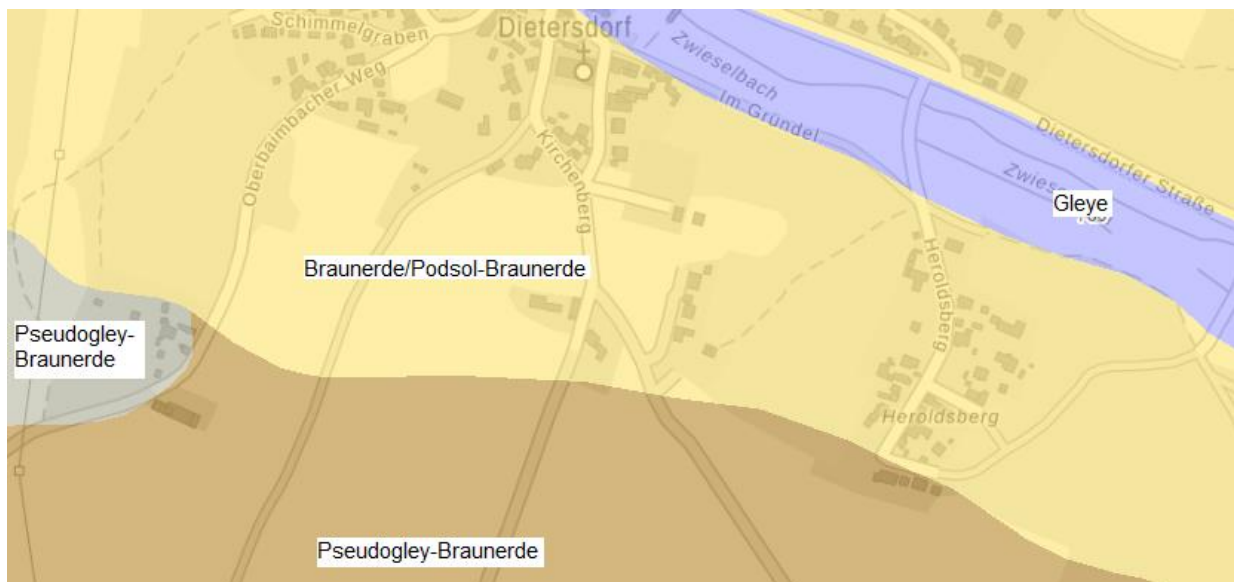 Schimmelgraben
Dietersdorf
Zwieselbach
Oberbaimbacher Weg
Im Gründel
Kirchenberg
Dietersdorfer Straße
Gleye
Heroldsberg
Braunerde/Podsol-Braunerde
Pseudogley-
Braunerde
Heroldsberg
Pseudogley-Braunerde